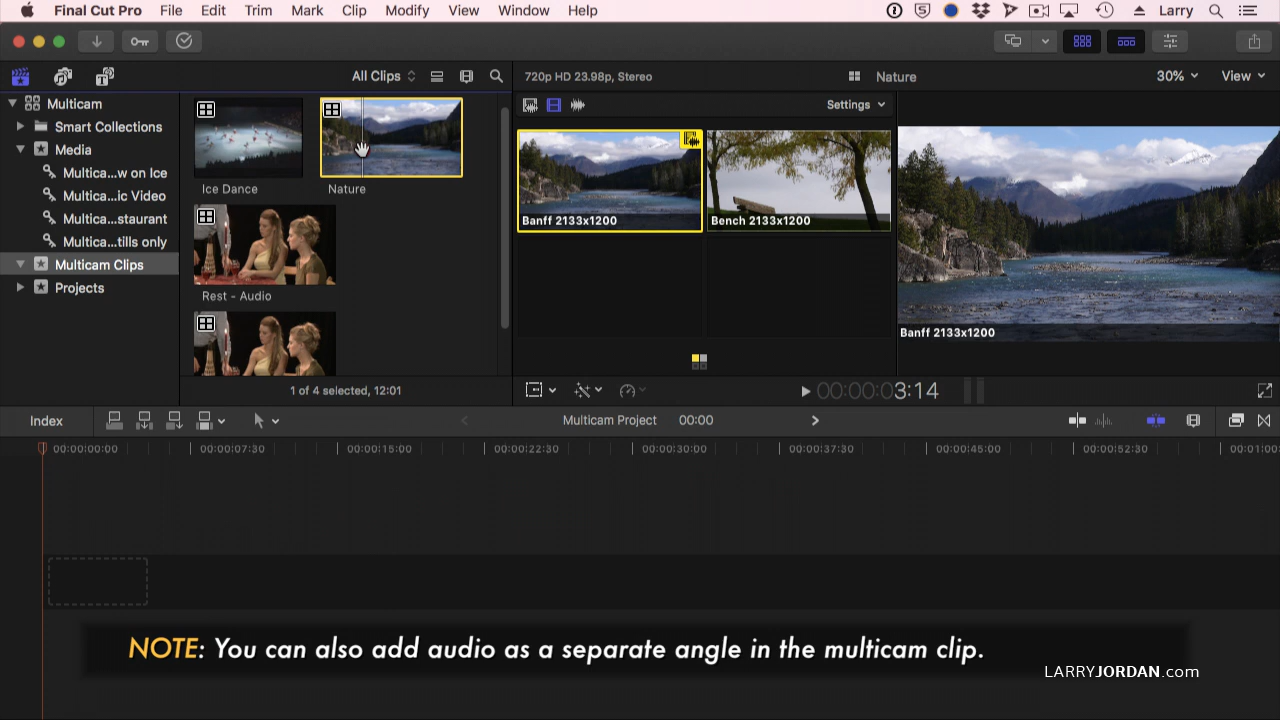 Final Cut Pro File Edit Trim Mark Clip Modify View Window Help Larry
All Clips 720p HD 23.98p, Stereo Nature 30% View
Multicam
Smart Collections
Media
Multica...w on Ice
Multica...ic Video
Multica...staurant
Multica...tills only
Multicam Clips
Projects
Ice Dance
Nature
Rest - Audio
1 of 4 selected, 12:01
Settings
Banff 2133x1200
Bench 2133x1200
Banff 2133x1200
00:00:03:14
Index Multicam Project 00:00
00:00:00:00 00:00:07:30 00:00:15:00 00:00:22:30 00:00:30:00 00:00:37:30 00:00:45:00 00:00:52:30 00:01:00
NOTE: You can also add audio as a separate angle in the multicam clip.
LARRYJORDAN.com